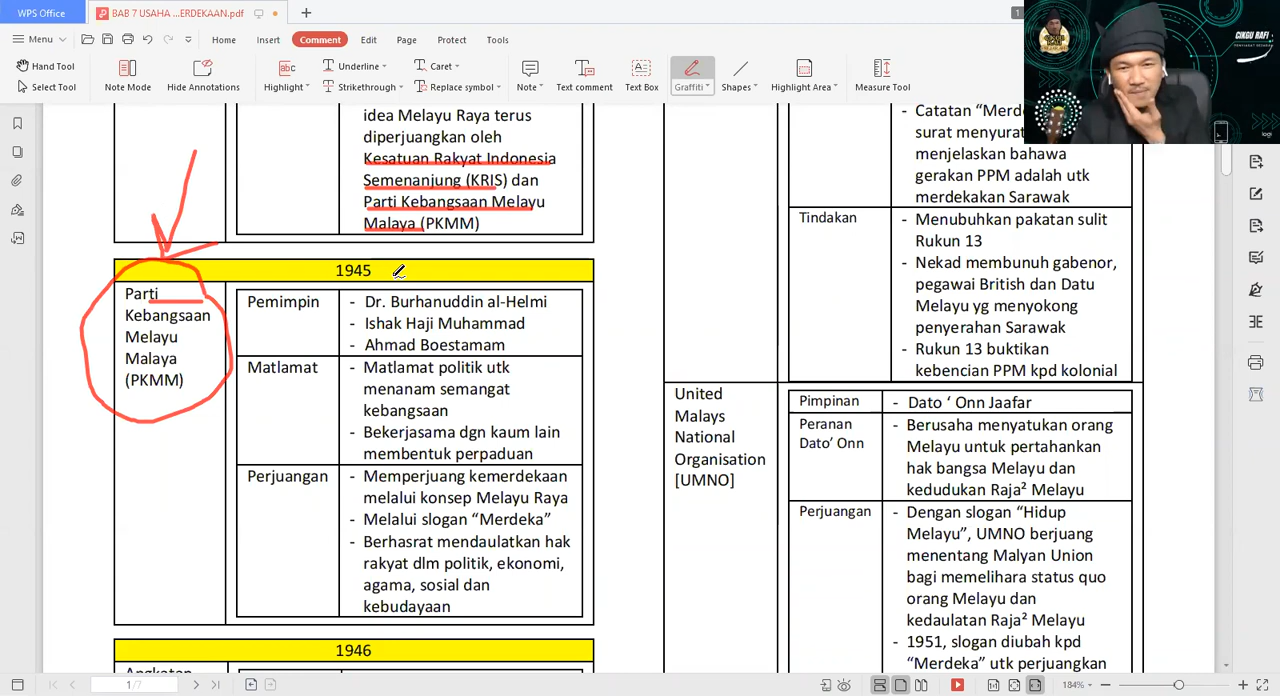 WPS Office
BAB 7 USAHA ...ERDEKAAN.pdf
1
Menu
Home
Insert
Comment
Edit
Page
Protect
Tools
Hand Tool
Select Tool
Note Mode
Hide Annotations
Highlight
Underline
Strikethrough
Caret
Replace symbol
Note
Text comment
Text Box
Graffiti
Shapes
Highlight Area
Measure Tool
CIKGU RAFI
logi
idea Melayu Raya terus
diperjuangkan oleh
Kesatuan Rakyat Indonesia
Semenanjung (KRIS) dan
Parti Kebangsaan Melayu
Malaya (PKMM)
1945
Parti
Kebangsaan
Melayu
Malaya
(PKMM)
Pemimpin
- Dr. Burhanuddin al-Helmi
- Ishak Haji Muhammad
- Ahmad Boestamam
Matlamat
- Matlamat politik utk
menanam semangat
kebangsaan
- Bekerjasama dgn kaum lain
membentuk perpaduan
Perjuangan
- Memperjuang kemerdekaan
melalui konsep Melayu Raya
- Melalui slogan “Merdeka”
- Berhasrat mendaulatkan hak
rakyat dlm politik, ekonomi,
agama, sosial dan
kebudayaan
1946
Angkatan
- Catatan “Merde
surat menyurat
menjelaskan bahawa
gerakan PPM adalah utk
merdekakan Sarawak
Tindakan
- Menubuhkan pakatan sulit
Rukun 13
- Nekad membunuh gabenor,
pegawai British dan Datu
Melayu yg menyokong
penyerahan Sarawak
- Rukun 13 buktikan
kebencian PPM kpd kolonial
United
Malays
National
Organisation
[UMNO]
Pimpinan
- Dato ‘ Onn Jaafar
Peranan
Dato’ Onn
- Berusaha menyatukan orang
Melayu untuk pertahankan
hak bangsa Melayu dan
kedudukan Raja² Melayu
Perjuangan
- Dengan slogan “Hidup
Melayu”, UMNO berjuang
menentang Malyan Union
bagi memelihara status quo
orang Melayu dan
kedaulatan Raja² Melayu
- 1951, slogan diubah kpd
“Merdeka” utk perjuangkan
1/7
184%